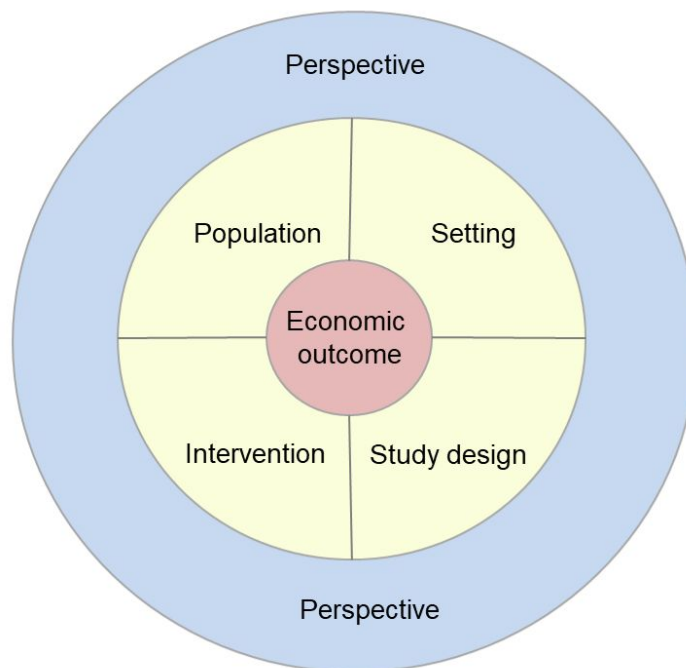 Perspective
Population
Setting
Economic
outcome
Intervention
Study design
Perspective